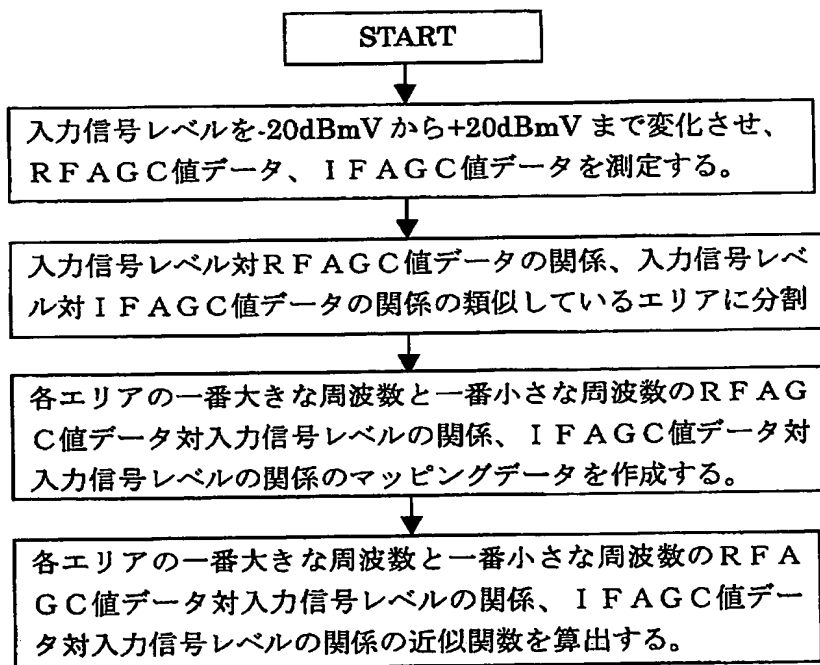 START
入力信号レベルを-20dBmVから+20dBmVまで変化させ、
ＲＦＡＧＣ値データ、ＩＦＡＧＣ値データを測定する。
入力信号レベル対ＲＦＡＧＣ値データの関係、入力信号レベ
ル対ＩＦＡＧＣ値データの関係の類似しているエリアに分割
各エリアの一番大きな周波数と一番小さな周波数のＲＦＡＧ
Ｃ値データ対入力信号レベルの関係、ＩＦＡＧＣ値データ対
入力信号レベルの関係のマッピングデータを作成する。
各エリアの一番大きな周波数と一番小さな周波数のＲＦＡ
ＧＣ値データ対入力信号レベルの関係、ＩＦＡＧＣ値デー
タ対入力信号レベルの関係の近似関数を算出する。